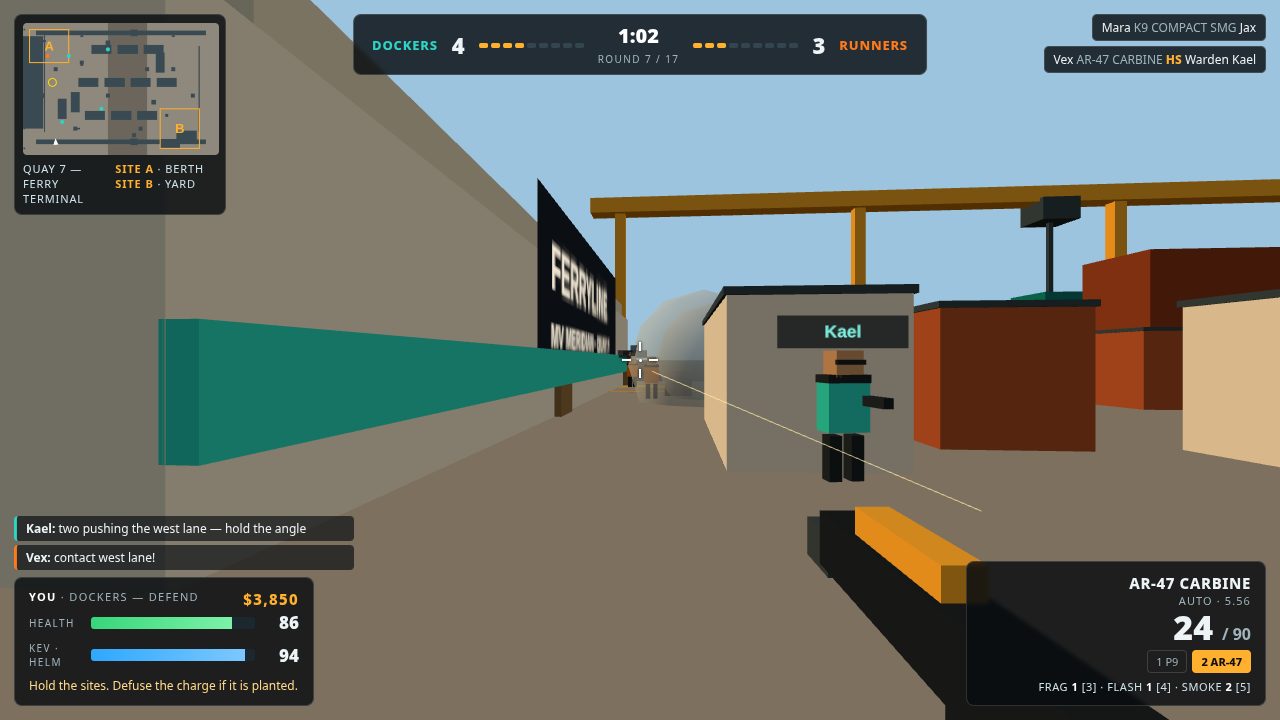 A
B
QUAY 7 —
FERRY
TERMINAL
SITE A · BERTH
SITE B · YARD
DOCKERS 4
1:02
ROUND 7 / 17
3 RUNNERS
Mara K9 COMPACT SMG Jax
Vex AR-47 CARBINE HS Warden Kael
FERRYLINE
MV MERIDIAN
Kael
Kael: two pushing the west lane — hold the angle
Vex: contact west lane!
YOU · DOCKERS — DEFEND $3,850
HEALTH 86
KEV · HELM 94
Hold the sites. Defuse the charge if it is planted.
AR-47 CARBINE
AUTO · 5.56
24 / 90
1 P9 2 AR-47
FRAG 1 [3] · FLASH 1 [4] · SMOKE 2 [5]